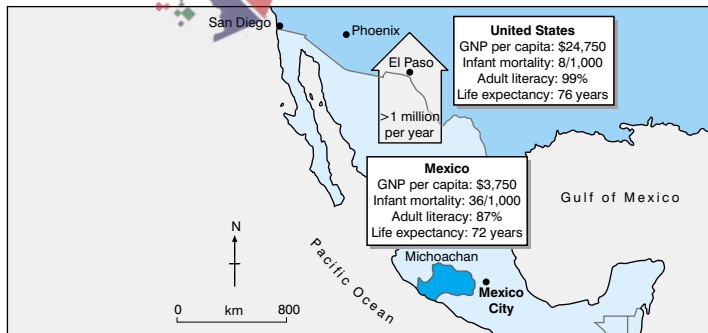 San Diego
Phoenix
United States
GNP per capita: $24,750
Infant mortality: 8/1,000
Adult literacy: 99%
Life expectancy: 76 years
El Paso
>1 million
per year
Mexico
GNP per capita: $3,750
Infant mortality: 36/1,000
Adult literacy: 87%
Life expectancy: 72 years
Gulf of Mexico
N
Pacific Ocean
Michoachan
Mexico
City
0 km 800